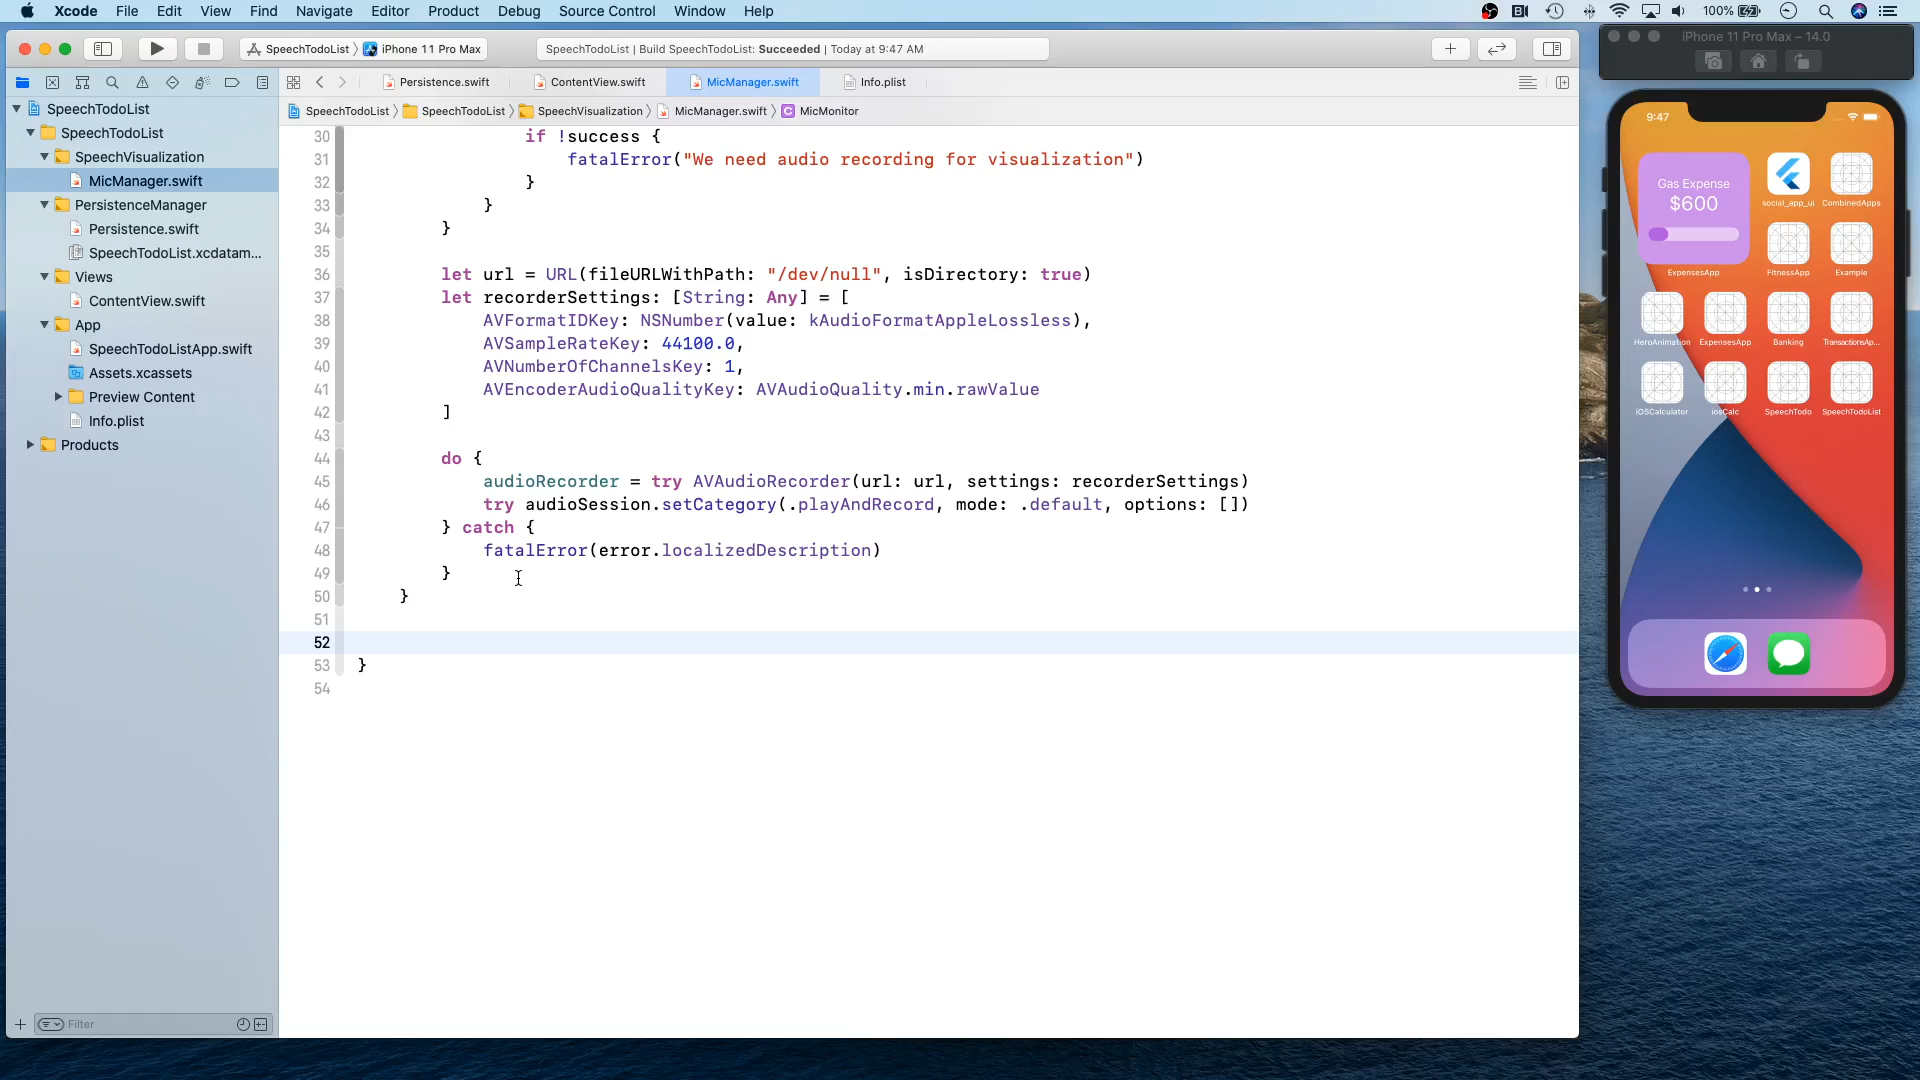 Xcode File Edit View Find Navigate Editor Product Debug Source Control Window Help 100%
SpeechTodoList iPhone 11 Pro Max
SpeechTodoList | Build SpeechTodoList: Succeeded | Today at 9:47 AM
iPhone 11 Pro Max – 14.0
Persistence.swift ContentView.swift MicManager.swift Info.plist
SpeechTodoList SpeechTodoList SpeechVisualization MicManager.swift C MicMonitor
SpeechTodoList
SpeechTodoList
SpeechVisualization
MicManager.swift
PersistenceManager
Persistence.swift
SpeechTodoList.xcdatam...
Views
ContentView.swift
App
SpeechTodoListApp.swift
Assets.xcassets
Preview Content
Info.plist
Products
Filter
30 if !success {
31 fatalError("We need audio recording for visualization")
32 }
33 }
34 }
35
36 let url = URL(fileURLWithPath: "/dev/null", isDirectory: true)
37 let recorderSettings: [String: Any] = [
38 AVFormatIDKey: NSNumber(value: kAudioFormatAppleLossless),
39 AVSampleRateKey: 44100.0,
40 AVNumberOfChannelsKey: 1,
41 AVEncoderAudioQualityKey: AVAudioQuality.min.rawValue
42 ]
43
44 do {
45 audioRecorder = try AVAudioRecorder(url: url, settings: recorderSettings)
46 try audioSession.setCategory(.playAndRecord, mode: .default, options: [])
47 } catch {
48 fatalError(error.localizedDescription)
49 }
50 }
51
52
53 }
54
9:47
Gas Expense
$600
ExpensesApp
social_app_ui CombinedApps
FitnessApp Example
HeroAnimation ExpensesApp Banking TransactionsAp...
iOSCalculator iosCalc SpeechTodo SpeechTodoList